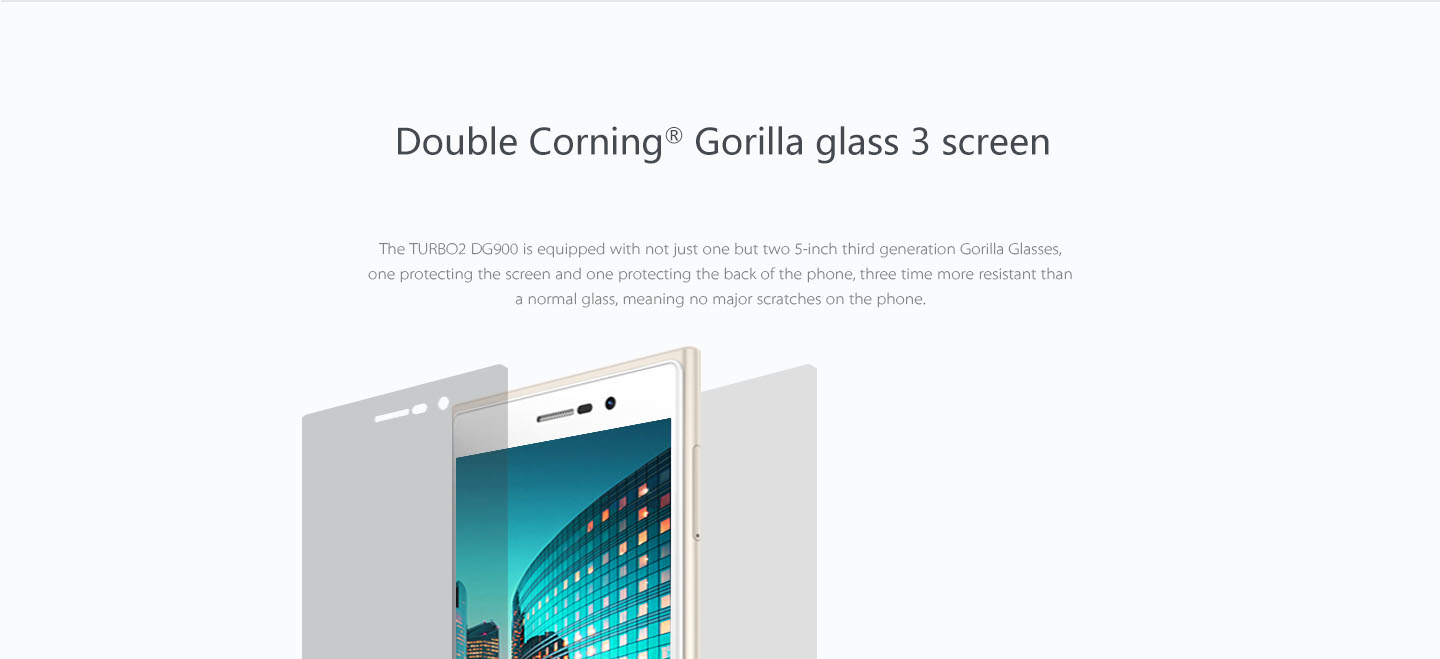 Double Corning® Gorilla glass 3 screen
The TURBO2 DG900 is equipped with not just one but two 5-inch third generation Gorilla Glasses,
one protecting the screen and one protecting the back of the phone, three time more resistant than
a normal glass, meaning no major scratches on the phone.